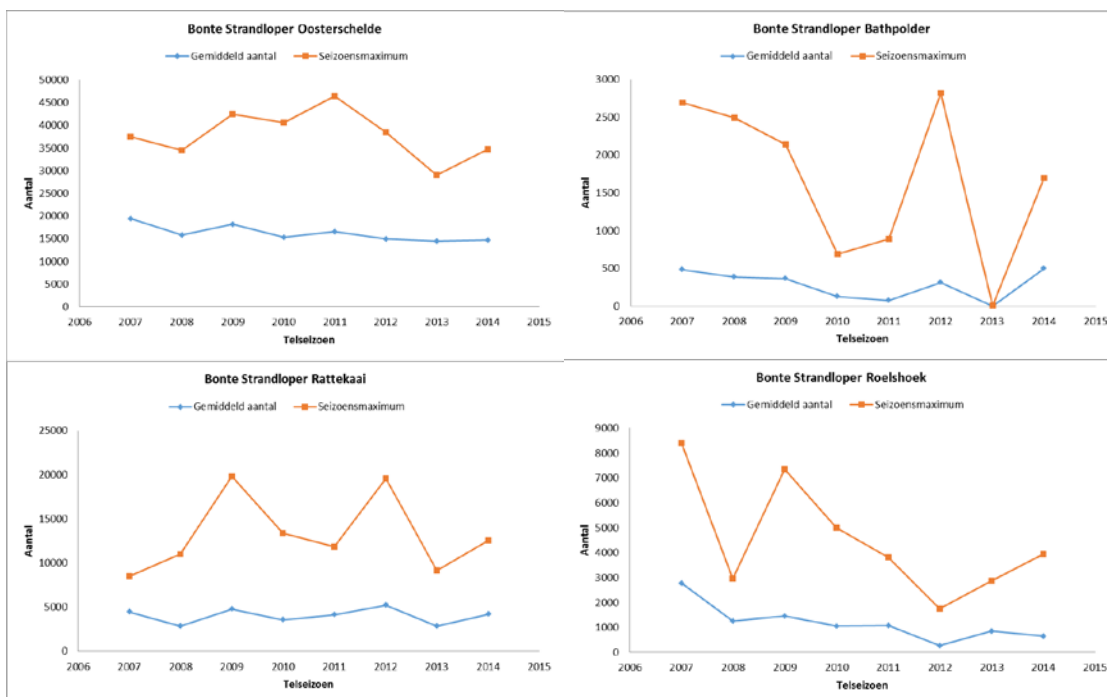 Bonte Strandloper Oosterschelde
Gemiddeld aantal Seizoensmaximum
50000
45000
40000
35000
30000
25000
20000
15000
10000
5000
0
Aantal
2006 2007 2008 2009 2010 2011 2012 2013 2014 2015
Telseizoen
Bonte Strandloper Bathpolder
Gemiddeld aantal Seizoensmaximum
3000
2500
2000
1500
1000
500
0
Aantal
2006 2007 2008 2009 2010 2011 2012 2013 2014 2015
Telseizoen
Bonte Strandloper Rattekaai
Gemiddeld aantal Seizoensmaximum
25000
20000
15000
10000
5000
0
Aantal
2006 2007 2008 2009 2010 2011 2012 2013 2014 2015
Telseizoen
Bonte Strandloper Roelshoek
Gemiddeld aantal Seizoensmaximum
9000
8000
7000
6000
5000
4000
3000
2000
1000
0
Aantal
2006 2007 2008 2009 2010 2011 2012 2013 2014 2015
Telseizoen